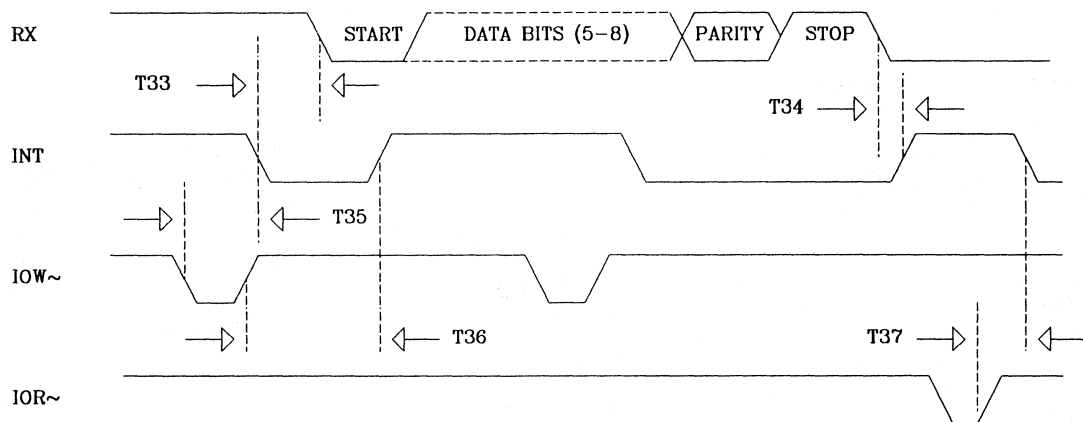 RX START DATA BITS (5-8) PARITY STOP
T33
T34
INT
T35
IOW~
T36
T37
IOR~